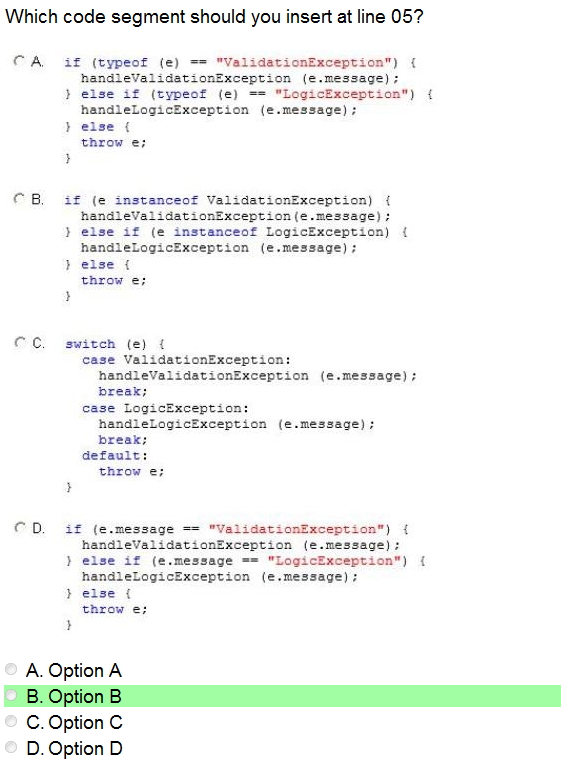 Which code segment should you insert at line 05?
A. if (typeof (e) == "ValidationException") {
handleValidationException (e.message);
} else if (typeof (e) == "LogicException") {
handleLogicException (e.message);
} else {
throw e;
}
B. if (e instanceof ValidationException) {
handleValidationException(e.message);
} else if (e instanceof LogicException) {
handleLogicException (e.message);
} else {
throw e;
}
C. switch (e) {
case ValidationException:
handleValidationException (e.message);
break;
case LogicException:
handleLogicException (e.message);
break;
default:
throw e;
}
D. if (e.message == "ValidationException") {
handleValidationException (e.message);
} else if (e.message == "LogicException") {
handleLogicException (e.message);
} else {
throw e;
}
A. Option A
B. Option B
C. Option C
D. Option D